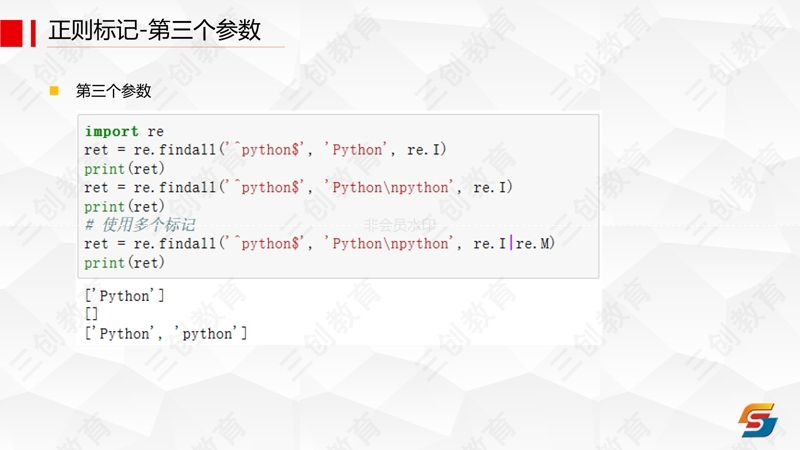 正则标记-第三个参数
第三个参数
import re
ret = re.findall('^python$', 'Python', re.I)
print(ret)
ret = re.findall('^python$', 'Python\npython', re.I)
print(ret)
# 使用多个标记
非会员水印
ret = re.findall('^python$', 'Python\npython', re.I|re.M)
print(ret)
['Python']
[]
['Python', 'python']
三创教育